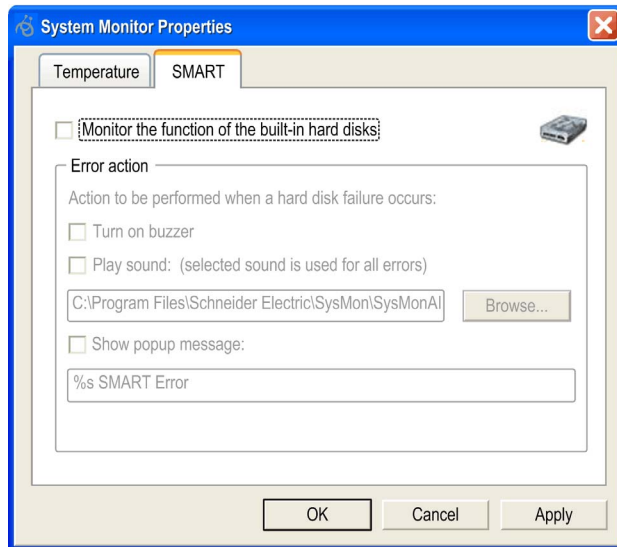 System Monitor Properties
Temperature
SMART
Monitor the function of the built-in hard disks
Error action
Action to be performed when a hard disk failure occurs:
Turn on buzzer
Play sound: (selected sound is used for all errors)
C:\Program Files\Schneider Electric\SysMon\SysMonAl
Browse...
Show popup message:
%s SMART Error
OK
Cancel
Apply